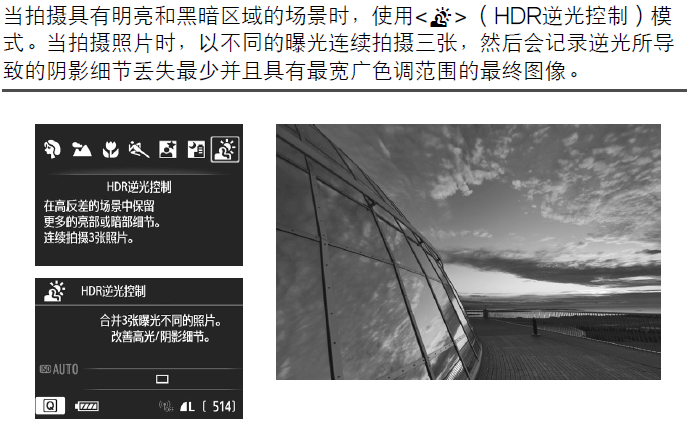 当拍摄具有明亮和黑暗区域的场景时，使用< >（HDR逆光控制）模
式。当拍摄照片时，以不同的曝光连续拍摄三张，然后会记录逆光所导
致的阴影细节丢失最少并且具有最宽广色调范围的最终图像。
HDR逆光控制
在高反差的场景中保留
更多的亮部或暗部细节。
连续拍摄3张照片。
HDR逆光控制
合并3张曝光不同的照片。
改善高光/阴影细节。
ISO AUTO
Q L [ 514]